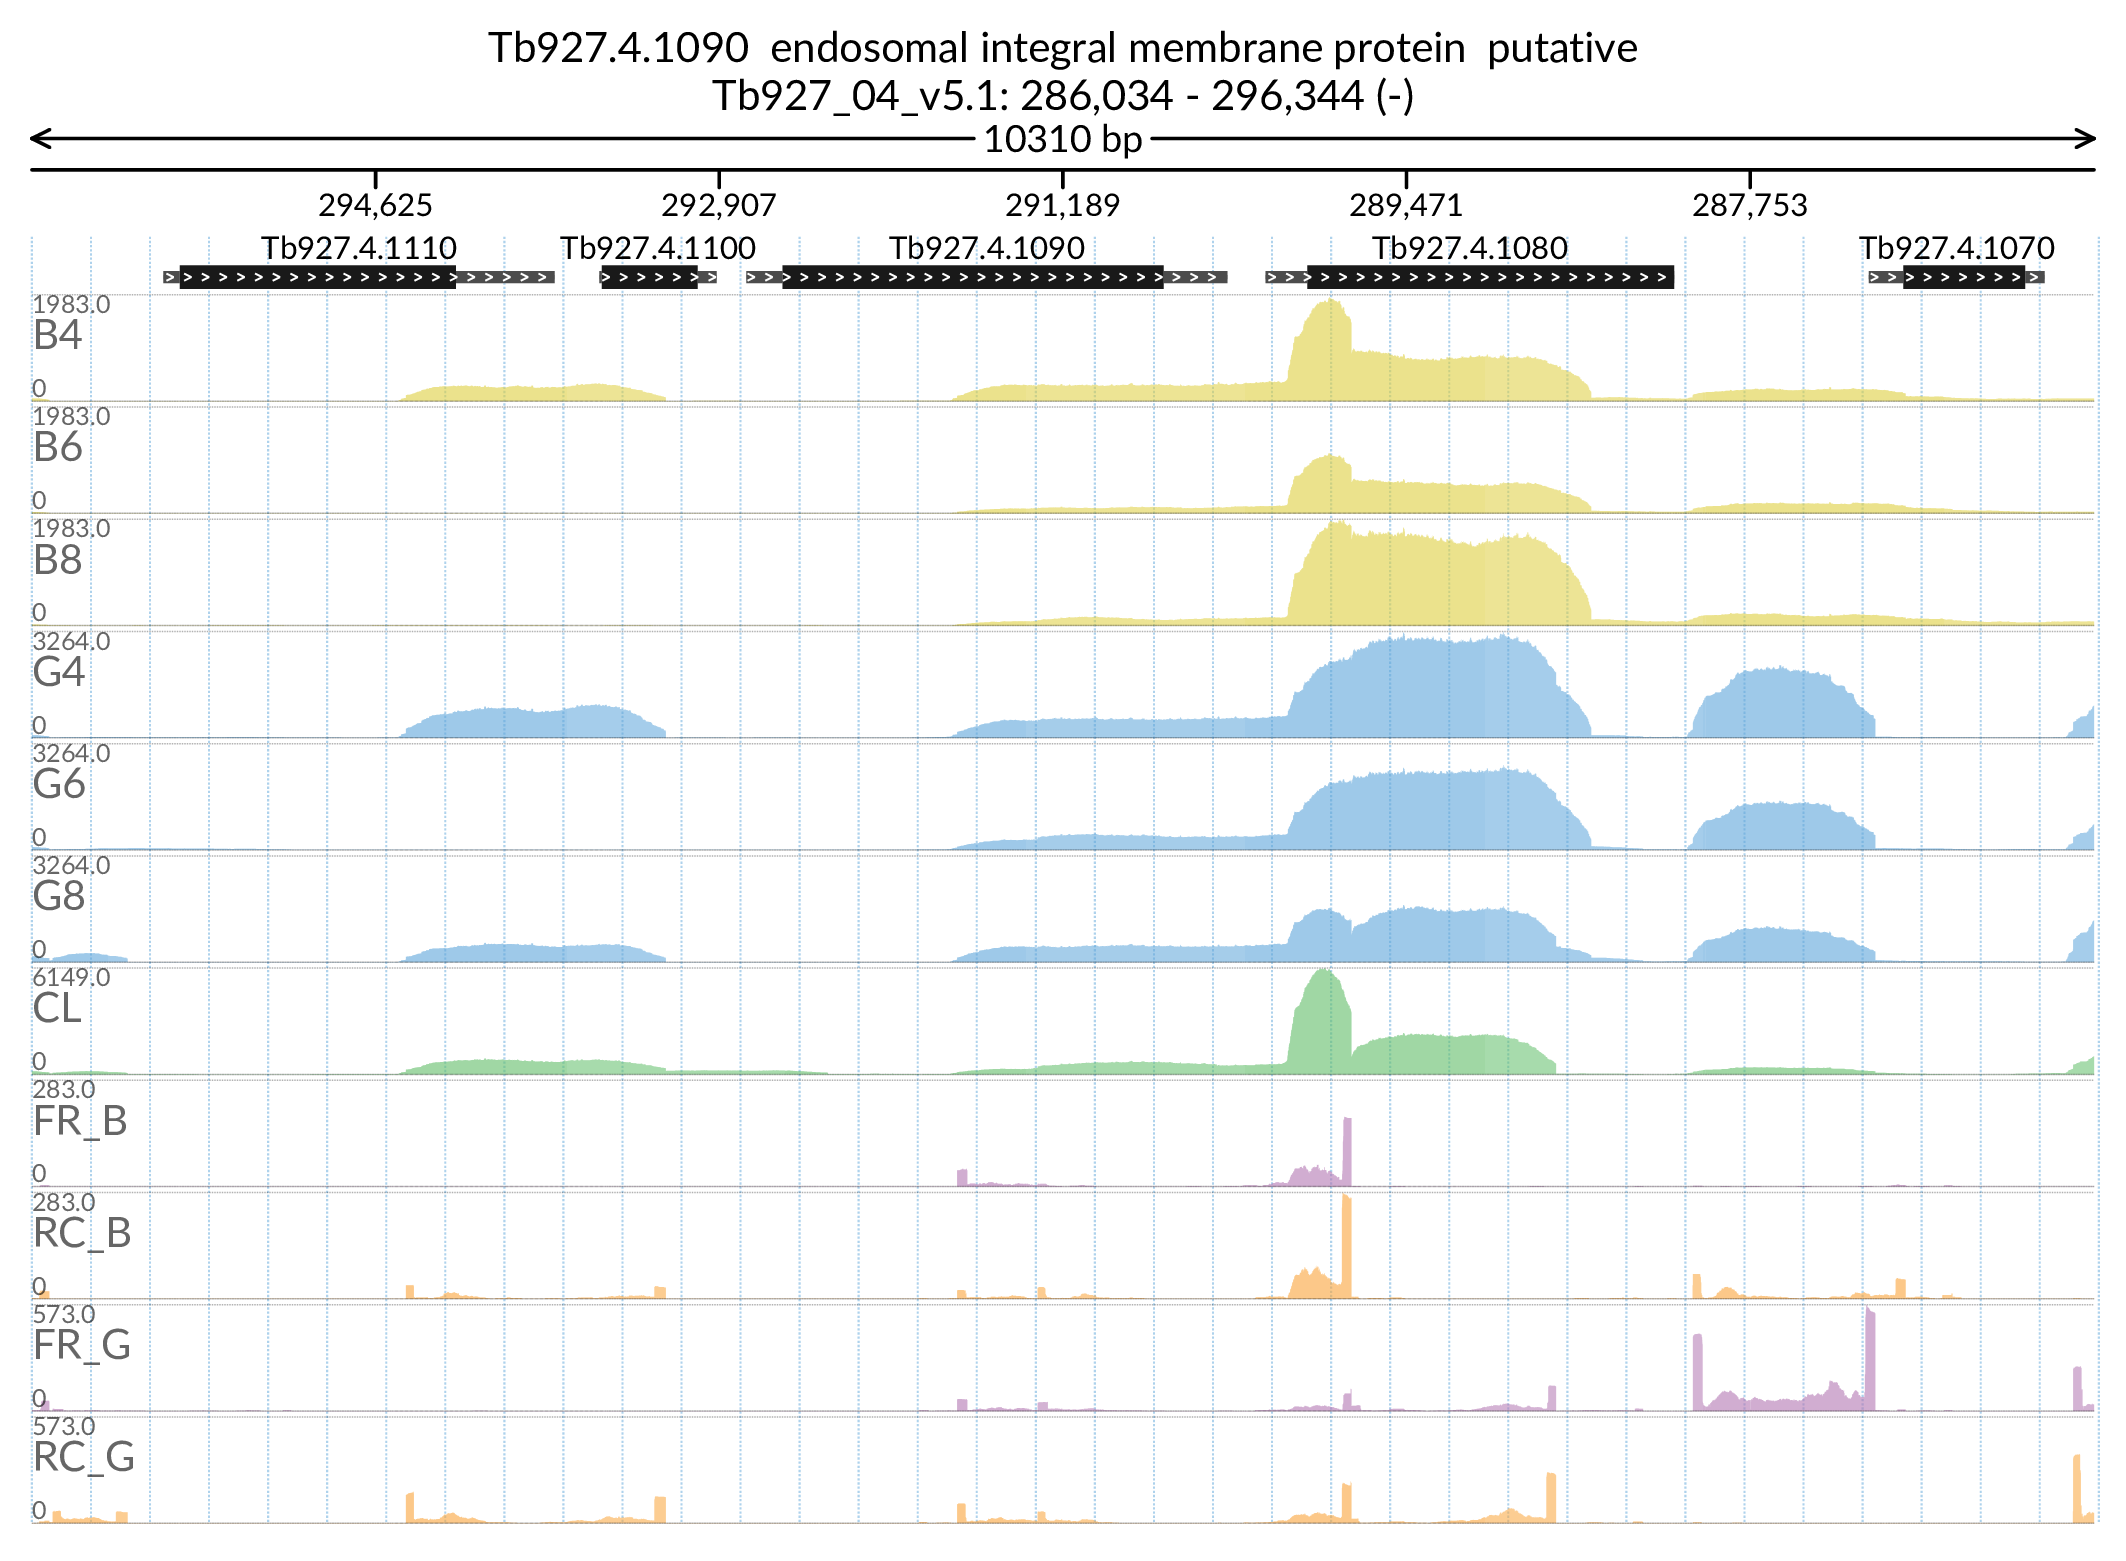 Tb927.4.1090 endosomal integral membrane protein putative
Tb927_04_v5.1: 286,034 - 296,344 (-)
10310 bp
294,625 292,907 291,189 289,471 287,753
Tb927.4.1110 Tb927.4.1100 Tb927.4.1090 Tb927.4.1080 Tb927.4.1070
1983.0
B4
0
1983.0
B6
0
1983.0
B8
0
3264.0
G4
0
3264.0
G6
0
3264.0
G8
0
6149.0
CL
0
283.0
FR_B
0
283.0
RC_B
0
573.0
FR_G
0
573.0
RC_G
0